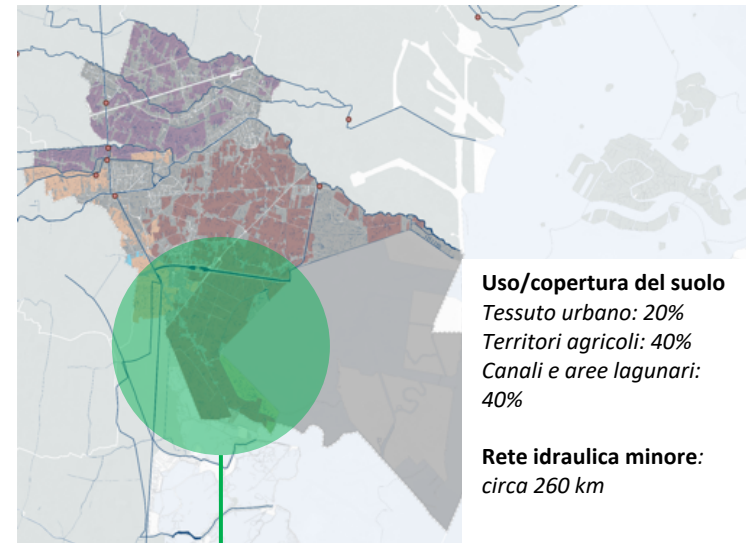 Uso/copertura del suolo
Tessuto urbano: 20%
Territori agricoli: 40%
Canali e aree lagunari:
40%
Rete idraulica minore:
circa 260 km